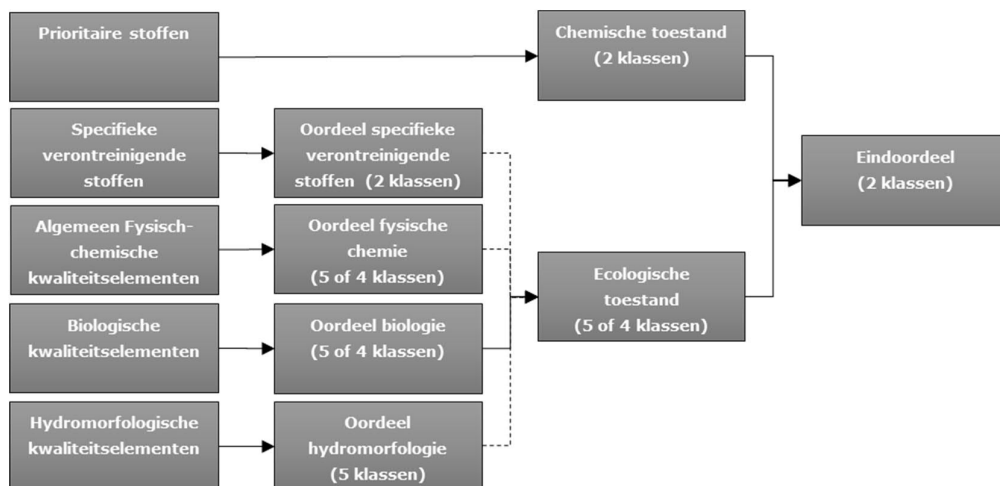 Prioritaire stoffen
Chemische toestand
(2 klassen)
Specifieke
verontreinigende
stoffen
Oordeel specifieke
verontreinigende
stoffen (2 klassen)
Eindoordeel
(2 klassen)
Algemeen Fysisch-
chemische
kwaliteitselementen
Oordeel fysische
chemie
(5 of 4 klassen)
Ecologische
toestand
(5 of 4 klassen)
Biologische
kwaliteitselementen
Oordeel biologie
(5 of 4 klassen)
Hydromorfologische
kwaliteitselementen
Oordeel
hydromorfologie
(5 klassen)